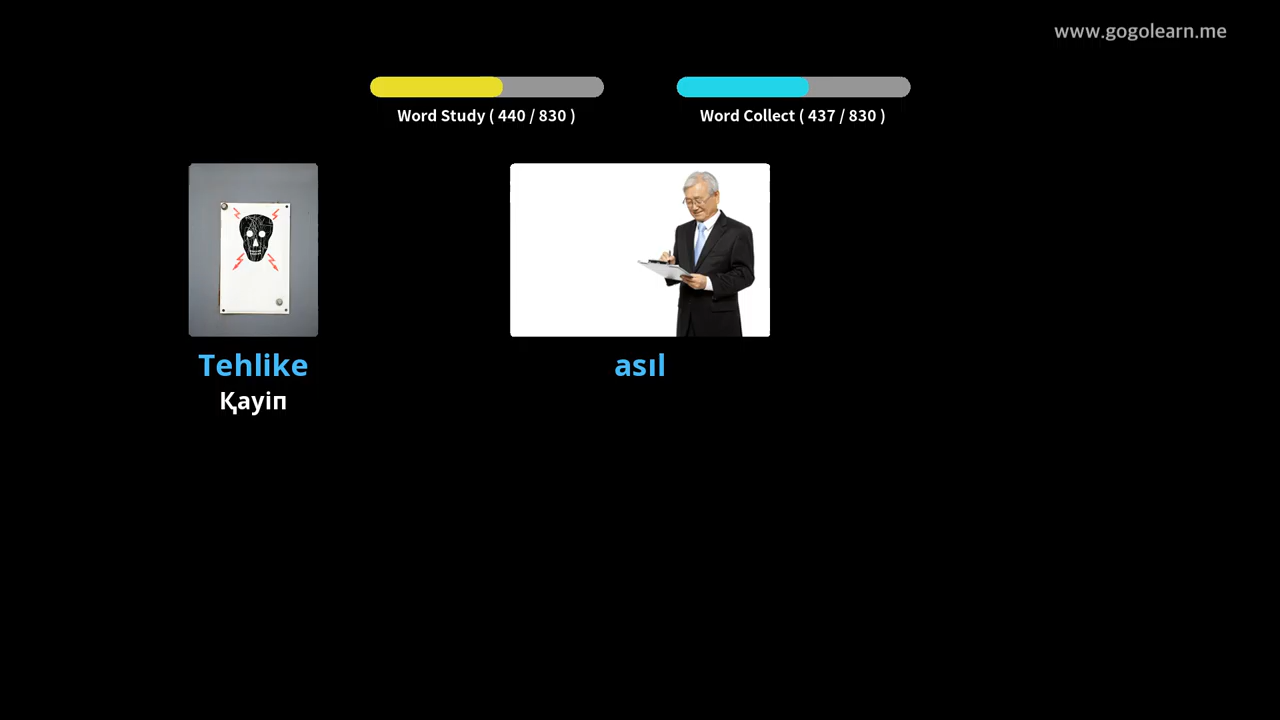 www.gogolearn.me
Word Study ( 440 / 830 )
Word Collect ( 437 / 830 )
Tehlike
Қауіп
asıl